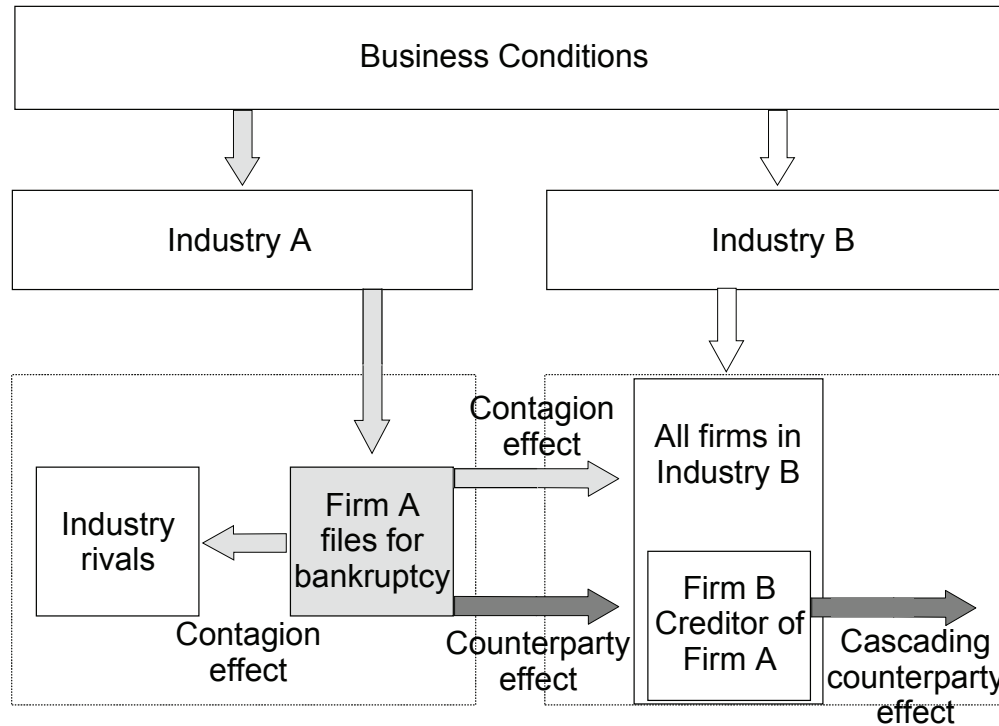 Business Conditions
Industry A
Industry B
Contagion
effect
All firms in
Industry B
Industry
rivals
Firm A
files for
bankruptcy
Contagion
effect
Counterparty
effect
Firm B
Creditor of
Firm A
Cascading
counterparty
effect